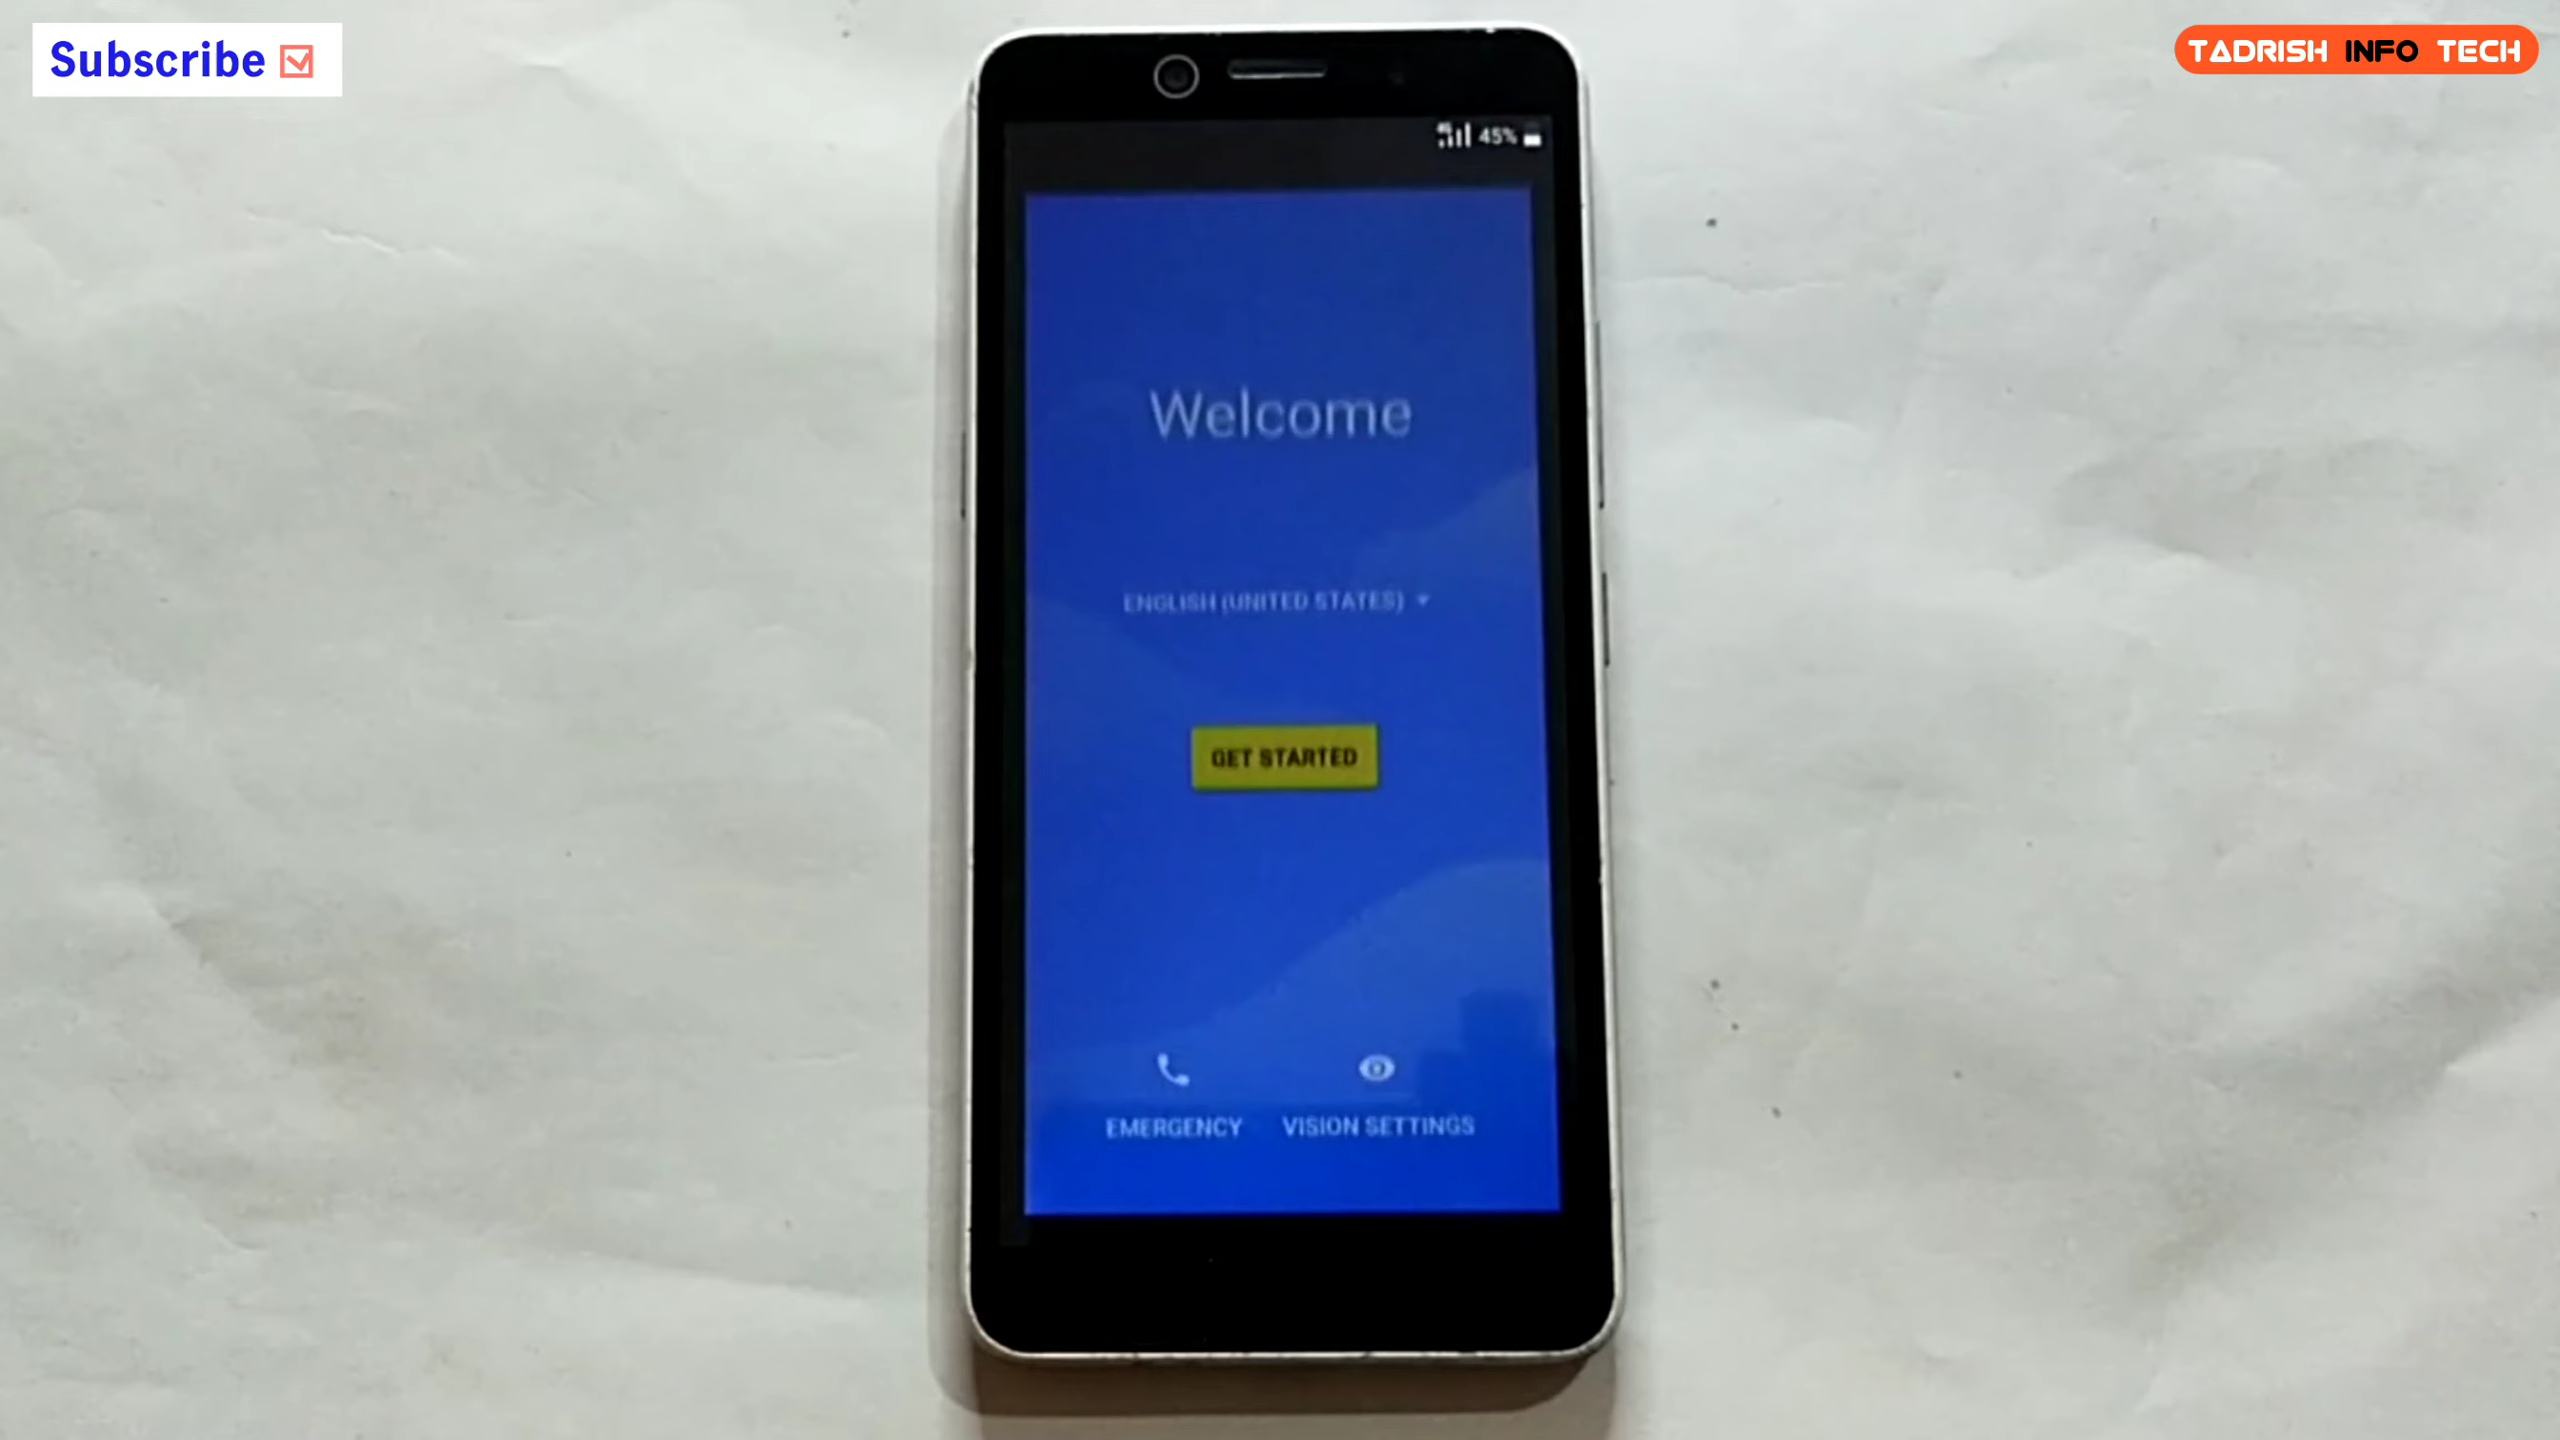 Subscribe
TADRISH INFO TECH
45%
Welcome
ENGLISH (UNITED STATES)
GET STARTED
EMERGENCY
VISION SETTINGS